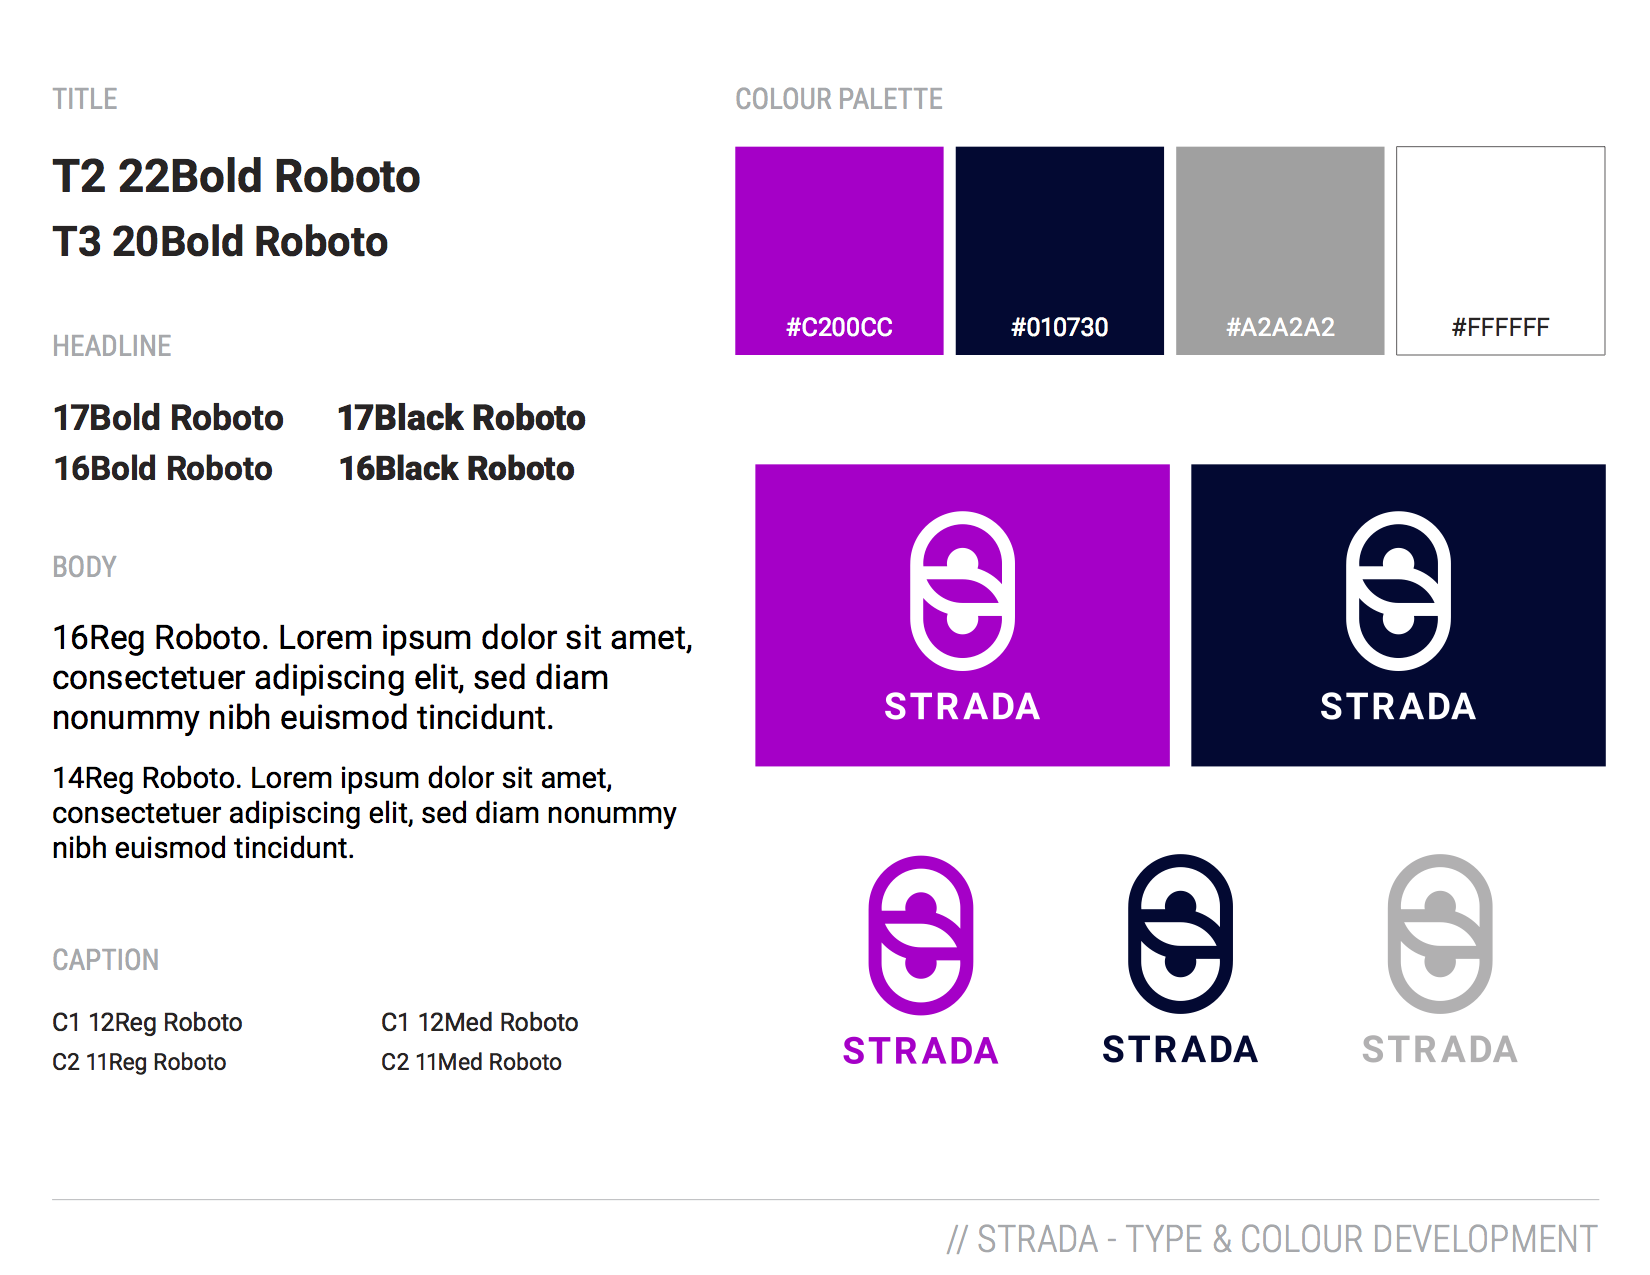 TITLE
T2 22Bold Roboto
T3 20Bold Roboto
HEADLINE
17Bold Roboto
17Black Roboto
16Bold Roboto
16Black Roboto
BODY
16Reg Roboto. Lorem ipsum dolor sit amet,
consectetuer adipiscing elit, sed diam
nonummy nibh euismod tincidunt.
14Reg Roboto. Lorem ipsum dolor sit amet,
consectetuer adipiscing elit, sed diam nonummy
nibh euismod tincidunt.
CAPTION
C1 12Reg Roboto
C1 12Med Roboto
C2 11Reg Roboto
C2 11Med Roboto
COLOUR PALETTE
#C200CC
#010730
#A2A2A2
#FFFFFF
STRADA
STRADA
STRADA
STRADA
STRADA
// STRADA - TYPE & COLOUR DEVELOPMENT